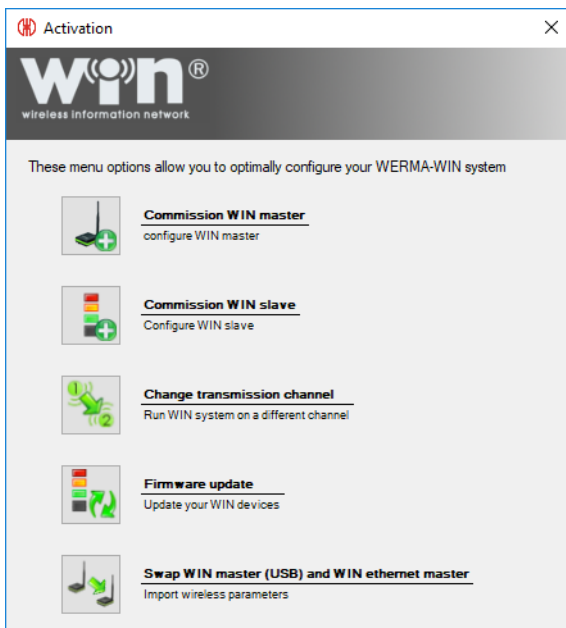 Activation
WIN®
wireless information network
These menu options allow you to optimally configure your WERMA-WIN system
Commission WIN master
configure WIN master
Commission WIN slave
Configure WIN slave
1
2
Change transmission channel
Run WIN system on a different channel
Firmware update
Update your WIN devices
Swap WIN master (USB) and WIN ethernet master
Import wireless parameters